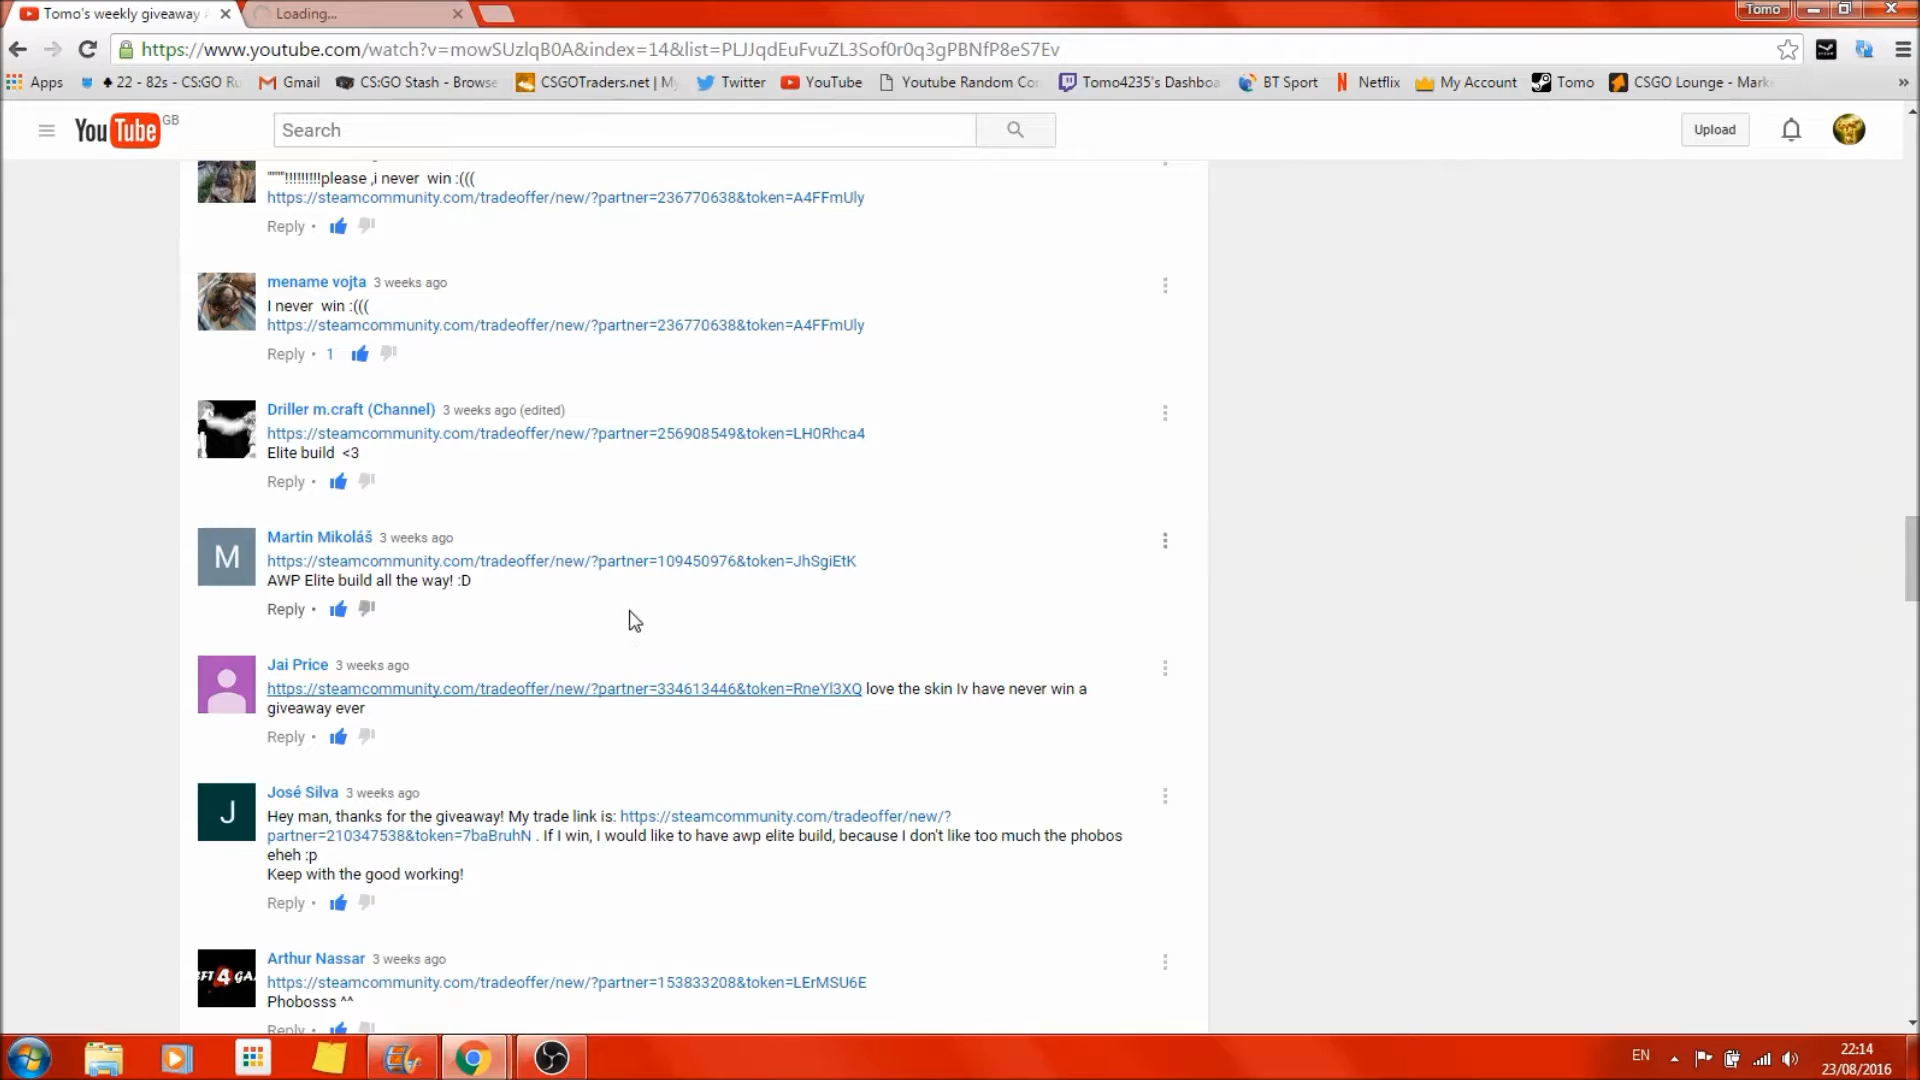 Tomo's weekly giveaway
Loading...
Tomo
https://www.youtube.com/watch?v=mowSUzlqB0A&index=14&list=PLJJqdEuFvuZL3Sof0r0q3gPBNfP8eS7Ev
Apps
♠ 22 - 82s - CS:GO Ru
Gmail
CS:GO Stash - Browse
CSGOTraders.net | My
Twitter
YouTube
Youtube Random Co
Tomo4235's Dashbo
BT Sport
Netflix
My Account
Tomo
CSGO Lounge - Mark
»
YouTube GB
Search
Upload
""""!!!!!!!!!!please ,i never  win :(((
https://steamcommunity.com/tradeoffer/new/?partner=236770638&token=A4FFmUly
Reply •
mename vojta 3 weeks ago
I never  win :(((
https://steamcommunity.com/tradeoffer/new/?partner=236770638&token=A4FFmUly
Reply • 1
Driller m.craft (Channel) 3 weeks ago (edited)
https://steamcommunity.com/tradeoffer/new/?partner=256908549&token=LH0Rhca4
Elite build  <3
Reply •
M
Martin Mikoláš 3 weeks ago
https://steamcommunity.com/tradeoffer/new/?partner=109450976&token=JhSgiEtK
AWP Elite build all the way! :D
Reply •
Jai Price 3 weeks ago
https://steamcommunity.com/tradeoffer/new/?partner=334613446&token=RneYl3XQ love the skin Iv have never win a
giveaway ever
Reply •
J
José Silva 3 weeks ago
Hey man, thanks for the giveaway! My trade link is: https://steamcommunity.com/tradeoffer/new/?
partner=210347538&token=7baBruhN . If I win, I would like to have awp elite build, because I don't like too much the phobos
eheh :p
Keep with the good working!
Reply •
FT 4 GA
Arthur Nassar 3 weeks ago
https://steamcommunity.com/tradeoffer/new/?partner=153833208&token=LErMSU6E
Phobosss ^^
Reply
EN
22:14
23/08/2016